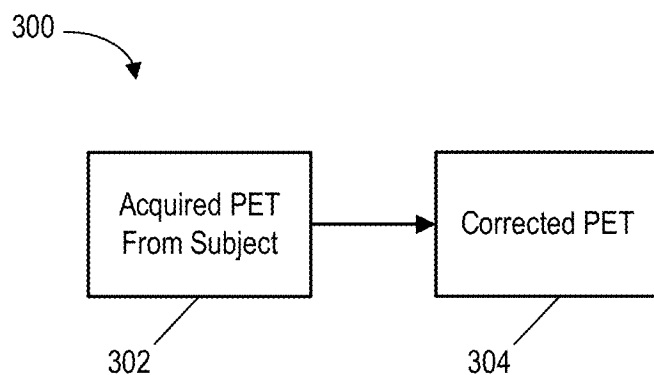 300
Acquired PET
From Subject
Corrected PET
302
304